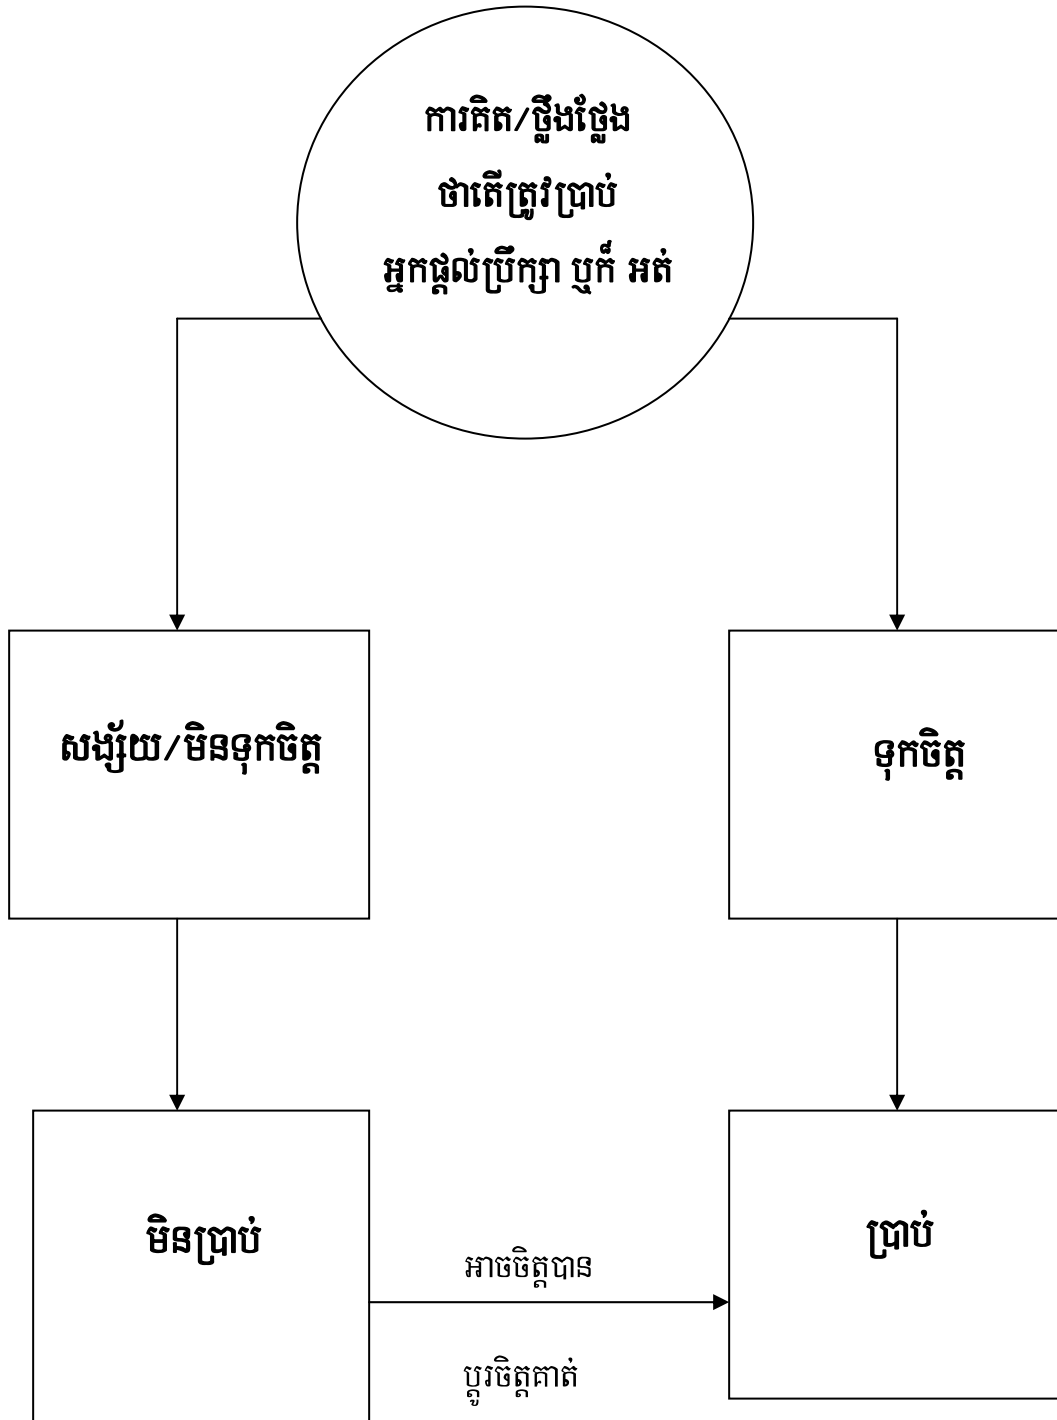 ការគិត/ថ្លឹងថ្លែង
ថាតើត្រូវប្រាប់
អ្នកផ្តល់ប្រឹក្សា ឬក៏ អត់
សង្ស័យ/មិនទុកចិត្ត
ទុកចិត្ត
មិនប្រាប់
ប្រាប់
អាចចិត្តបាន
ប្តូរចិត្តគាត់